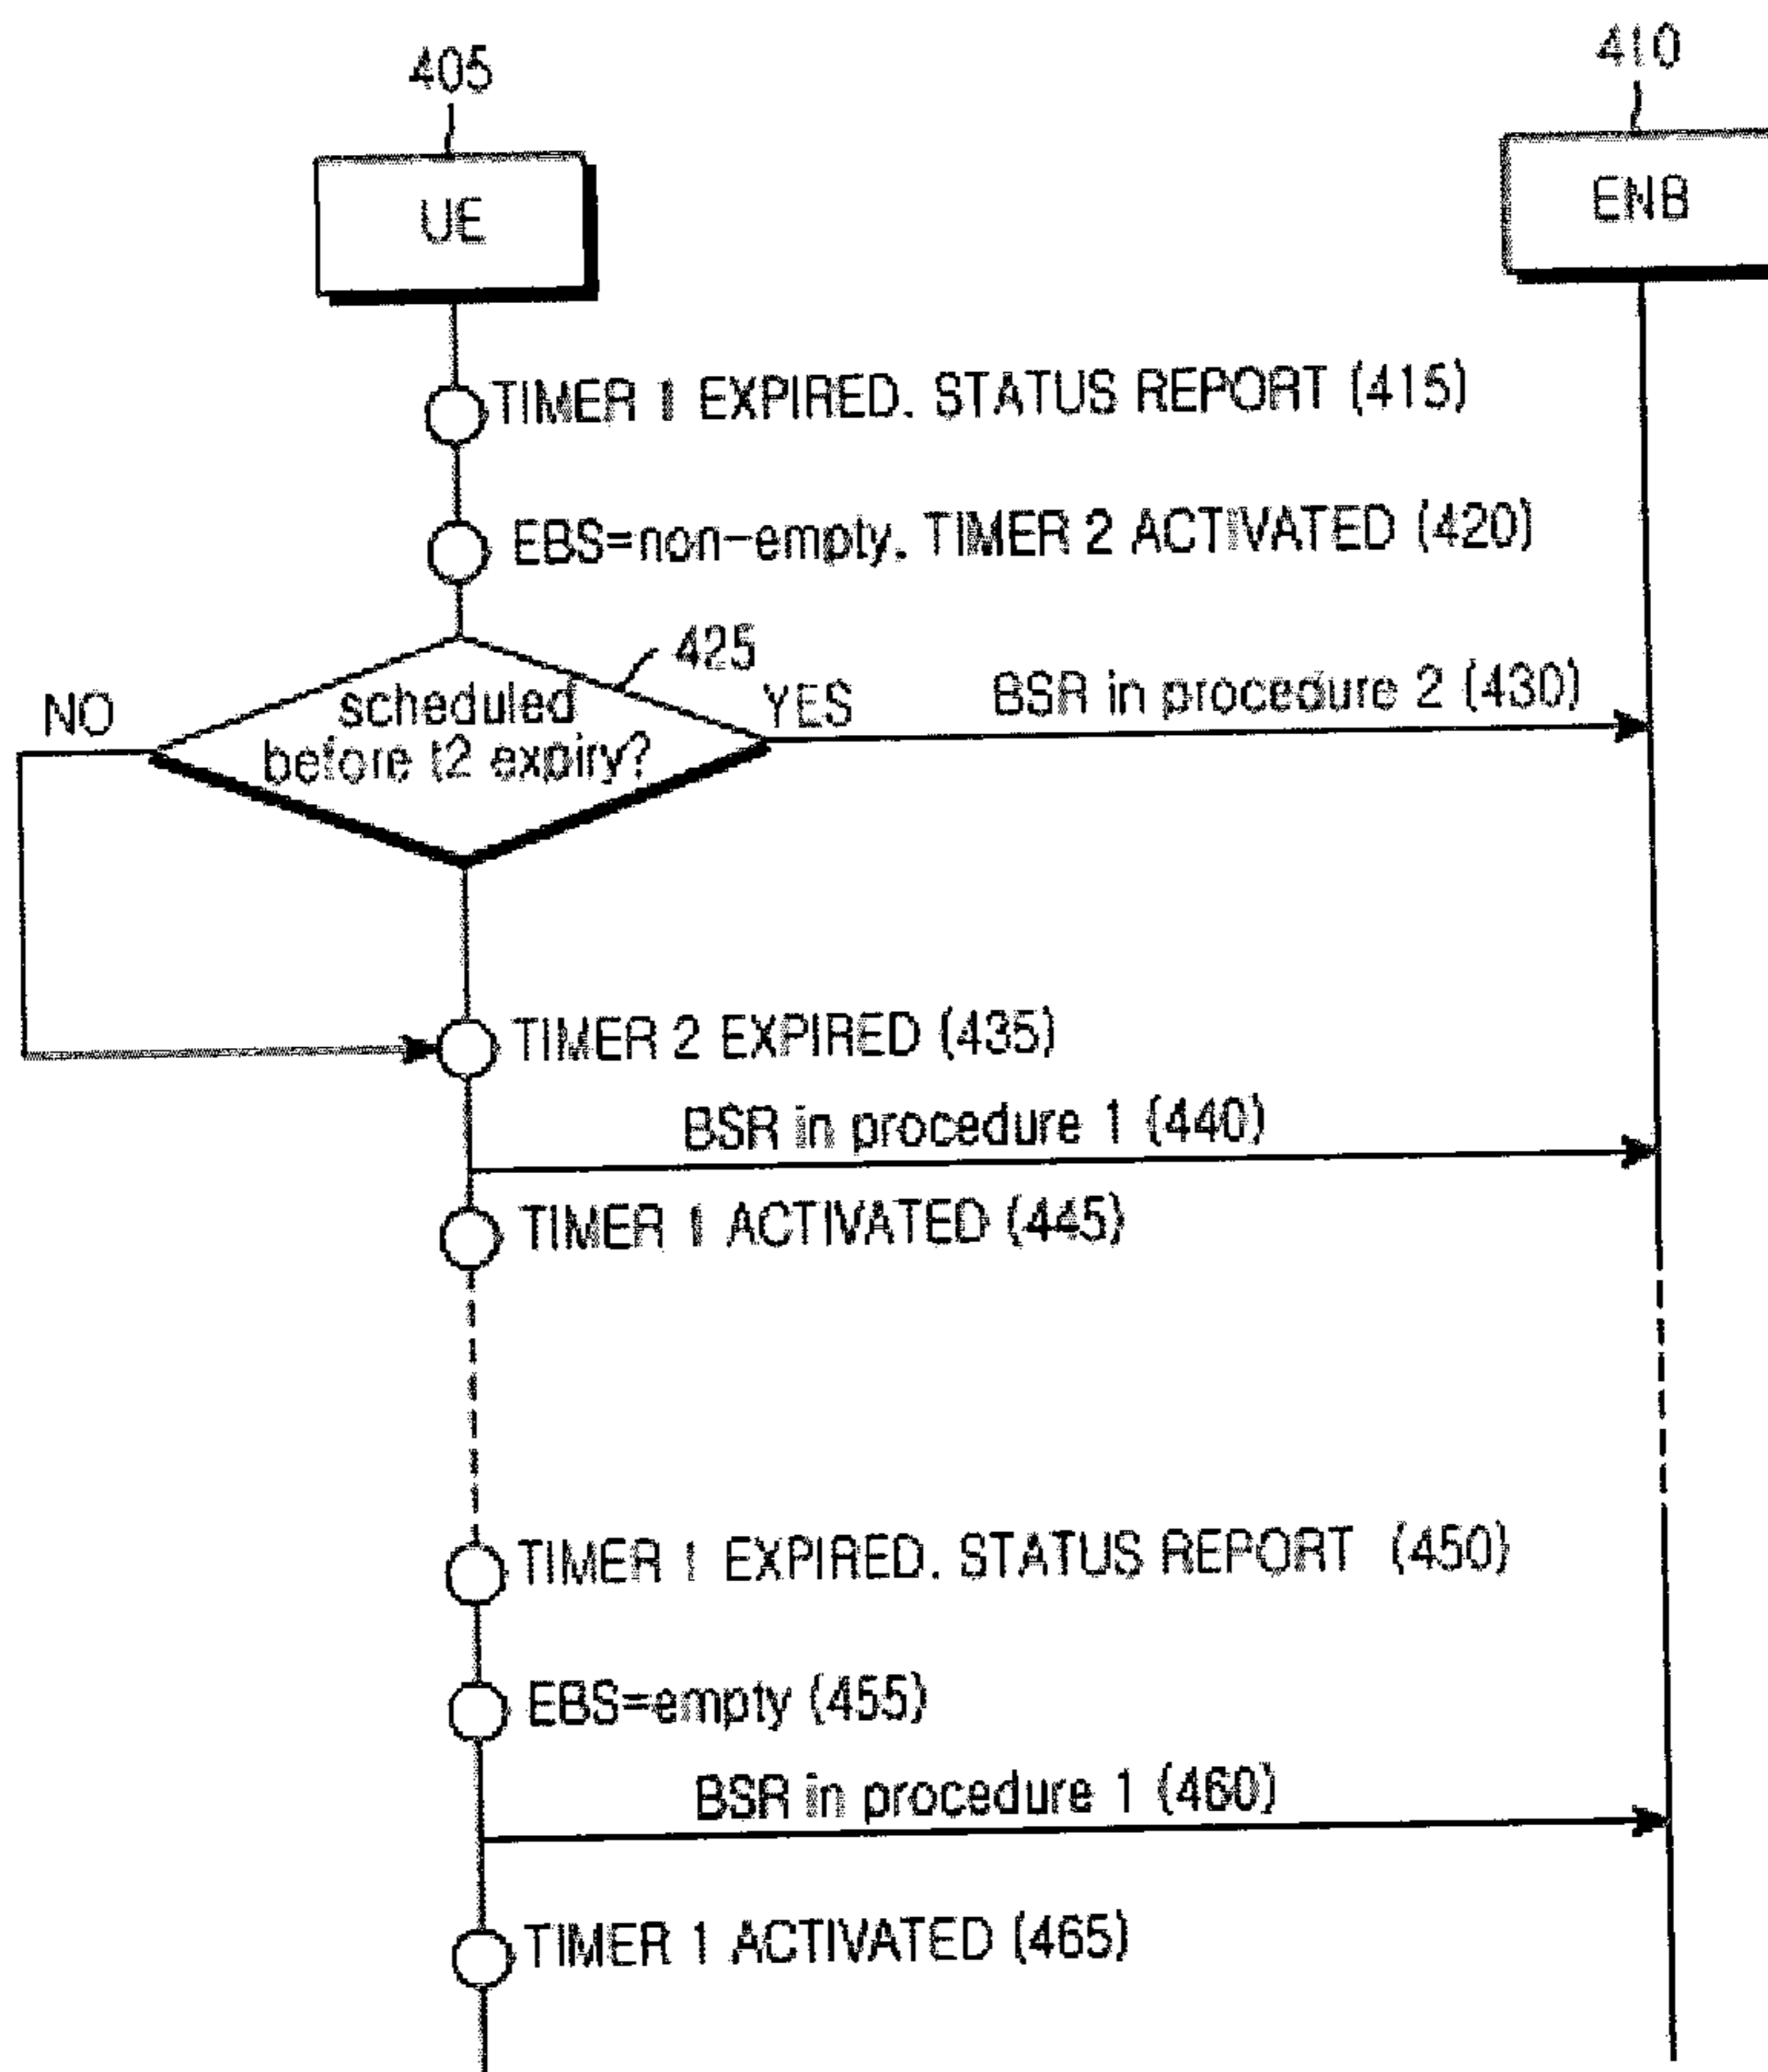 405
410
UE
ENB
TIMER 1 EXPIRED. STATUS REPORT (415)
EBS=non-empty. TIMER 2 ACTIVATED (420)
425
NO
scheduled
before t2 expiry?
YES
BSR in procedure 2 (430)
TIMER 2 EXPIRED (435)
BSR in procedure 1 (440)
TIMER 1 ACTIVATED (445)
TIMER 1 EXPIRED. STATUS REPORT (450)
EBS=empty (455)
BSR in procedure 1 (460)
TIMER 1 ACTIVATED (465)